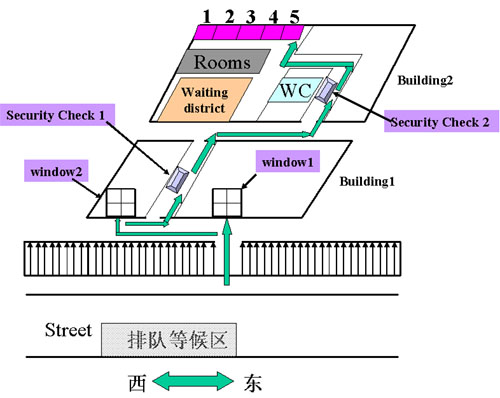 1 2 3 4 5
Rooms
Waiting
district
WC
Building2
Security Check 1
Security Check 2
window2
window1
Building1
Street
排队等候区
西 东